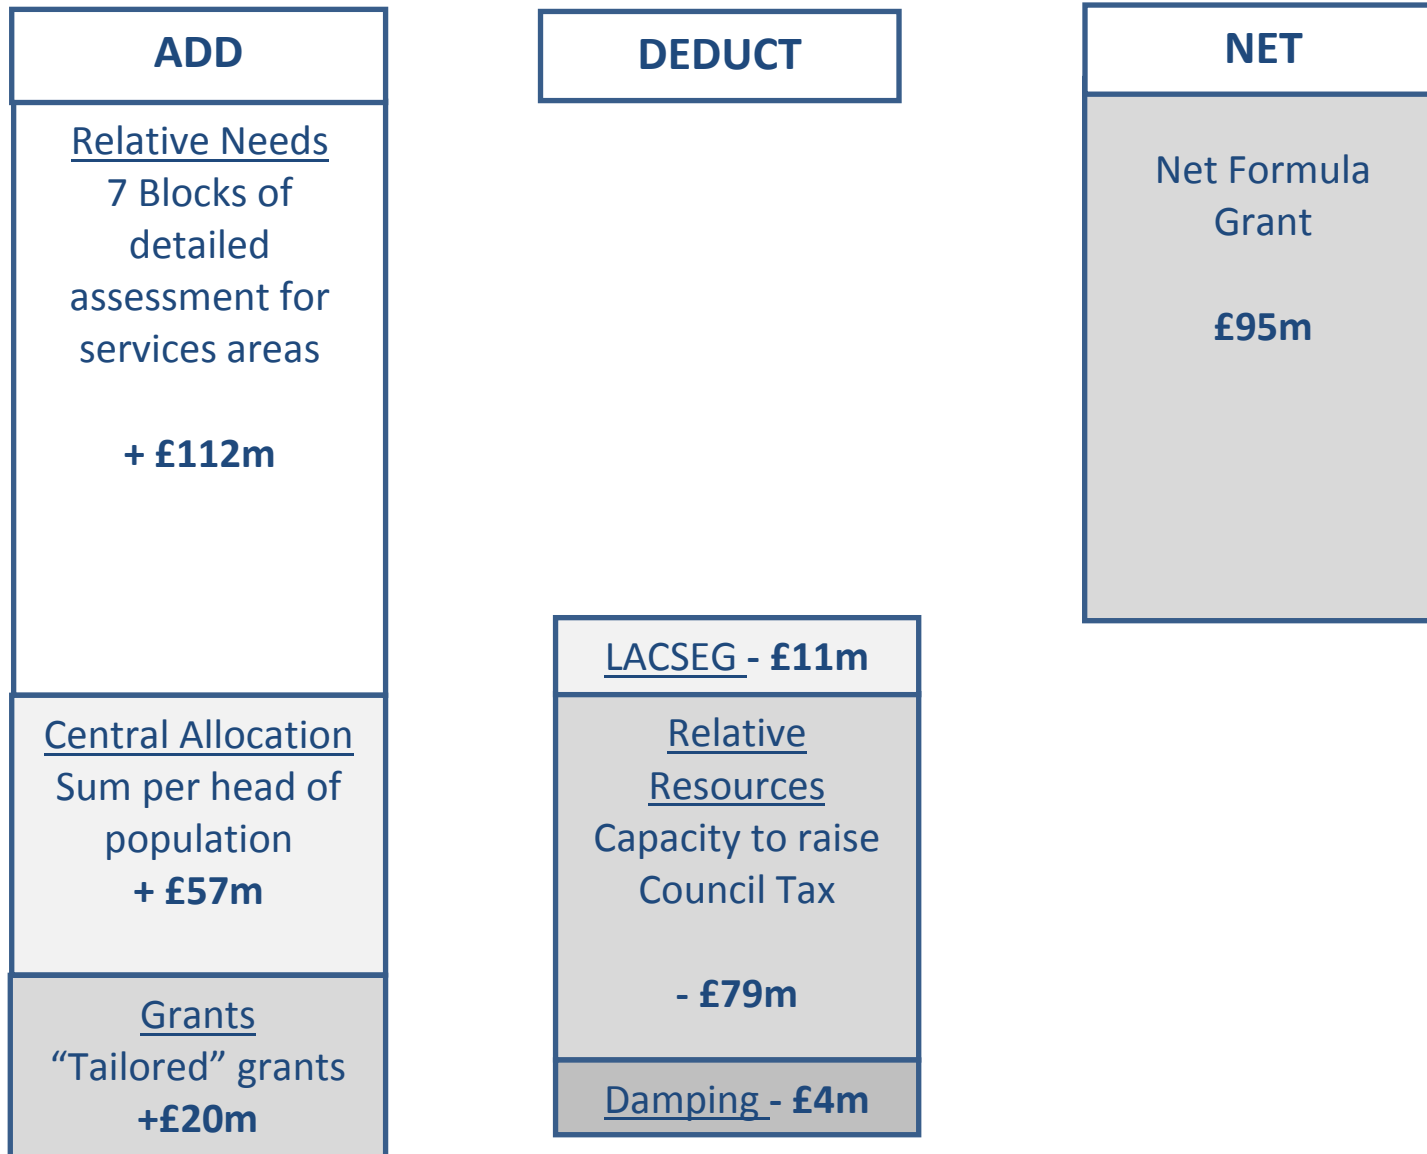 ADD
Relative Needs
7 Blocks of
detailed
assessment for
services areas
+ £112m
Central Allocation
Sum per head of
population
+ £57m
Grants
“Tailored” grants
+£20m
DEDUCT
LACSEG - £11m
Relative
Resources
Capacity to raise
Council Tax
- £79m
Damping - £4m
NET
Net Formula
Grant
£95m